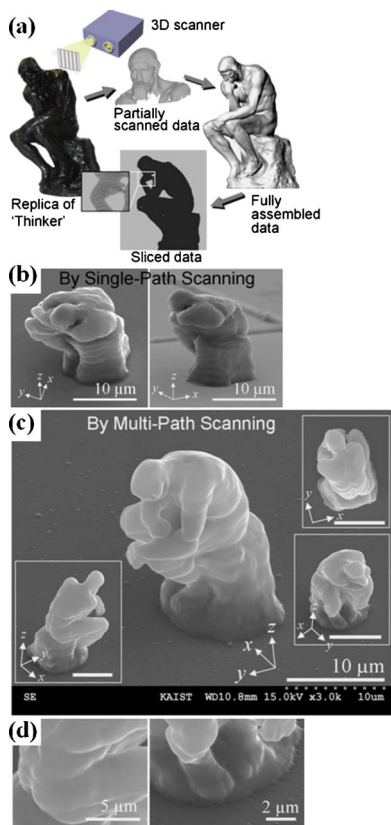 (a)
3D scanner
Partially
scanned data
Replica of
'Thinker'
Fully
assembled
data
Sliced data
(b)
By Single-Path Scanning
z
x
y
10 µm
z
y
x
10 µm
(c)
By Multi-Path Scanning
y
x
z
y
x
z
x
y
z
x
y
10 µm
SE
KAIST WD10.8mm 15.0kV x3.0k 10um
(d)
5 µm
2 µm